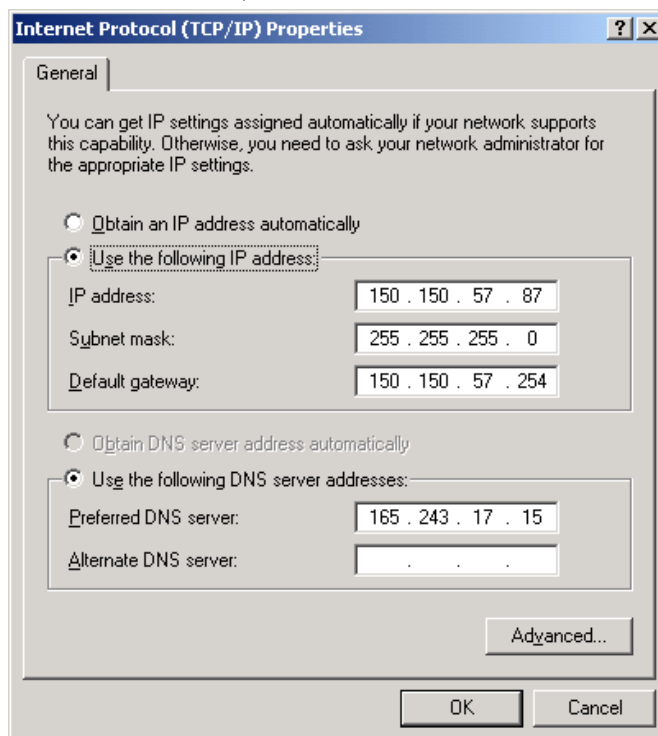 Internet Protocol (TCP/IP) Properties
General
You can get IP settings assigned automatically if your network supports
this capability. Otherwise, you need to ask your network administrator for
the appropriate IP settings.
Obtain an IP address automatically
Use the following IP address:
IP address: 150 . 150 . 57 . 87
Subnet mask: 255 . 255 . 255 . 0
Default gateway: 150 . 150 . 57 . 254
Obtain DNS server address automatically
Use the following DNS server addresses:
Preferred DNS server: 165 . 243 . 17 . 15
Alternate DNS server: . . .
Advanced...
OK Cancel